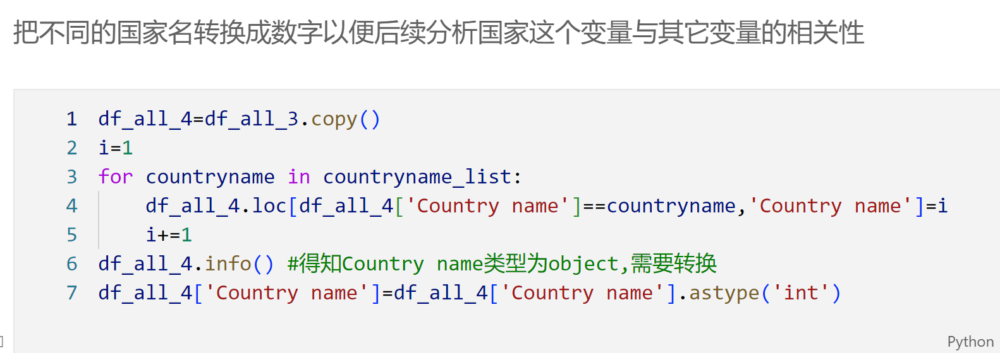 把不同的国家名转换成数字以便后续分析国家这个变量与其它变量的相关性
1 df_all_4=df_all_3.copy()
2 i=1
3 for countryname in countryname_list:
4     df_all_4.loc[df_all_4['Country name']==countryname,'Country name']=i
5     i+=1
6 df_all_4.info() #得知Country name类型为object,需要转换
7 df_all_4['Country name']=df_all_4['Country name'].astype('int')
Python